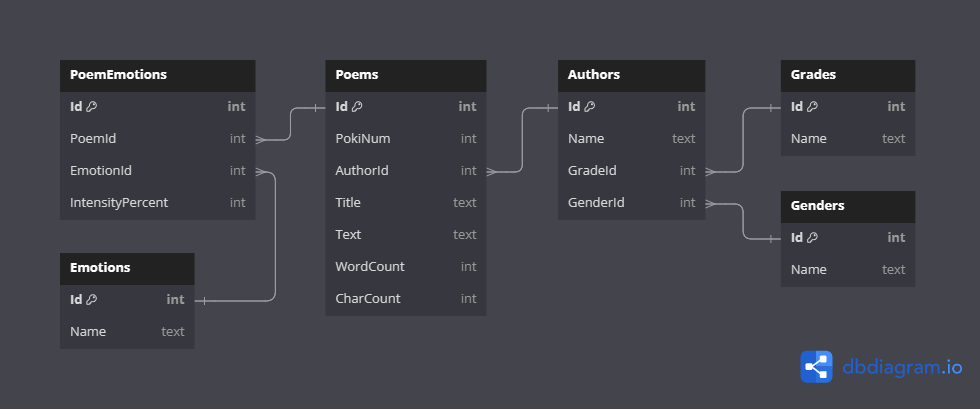 PoemEmotions
Id int
PoemId int
EmotionId int
IntensityPercent int
Emotions
Id int
Name text
Poems
Id int
PokiNum int
AuthorId int
Title text
Text text
WordCount int
CharCount int
Authors
Id int
Name text
GradeId int
GenderId int
Grades
Id int
Name text
Genders
Id int
Name text
dbdiagram.io